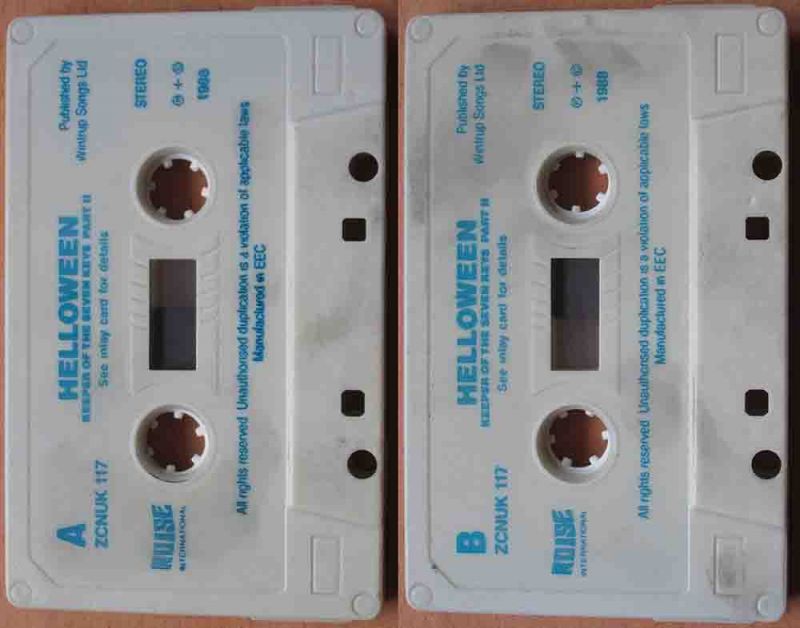 A
ZCNUK 117
HELLOWEEN
KEEPER OF THE SEVEN KEYS PART II
See inlay card for details
Published by
Wintrup Songs Ltd
NOISE
INTERNATIONAL
STEREO
℗ + ©
1988
All rights reserved Unauthorised duplication is a violation of applicable laws
Manufactured in EEC
B
ZCNUK 117
HELLOWEEN
KEEPER OF THE SEVEN KEYS PART II
See inlay card for details
Published by
Wintrup Songs Ltd
NOISE
INTERNATIONAL
STEREO
℗ + ©
1988
All rights reserved Unauthorised duplication is a violation of applicable laws
Manufactured in EEC